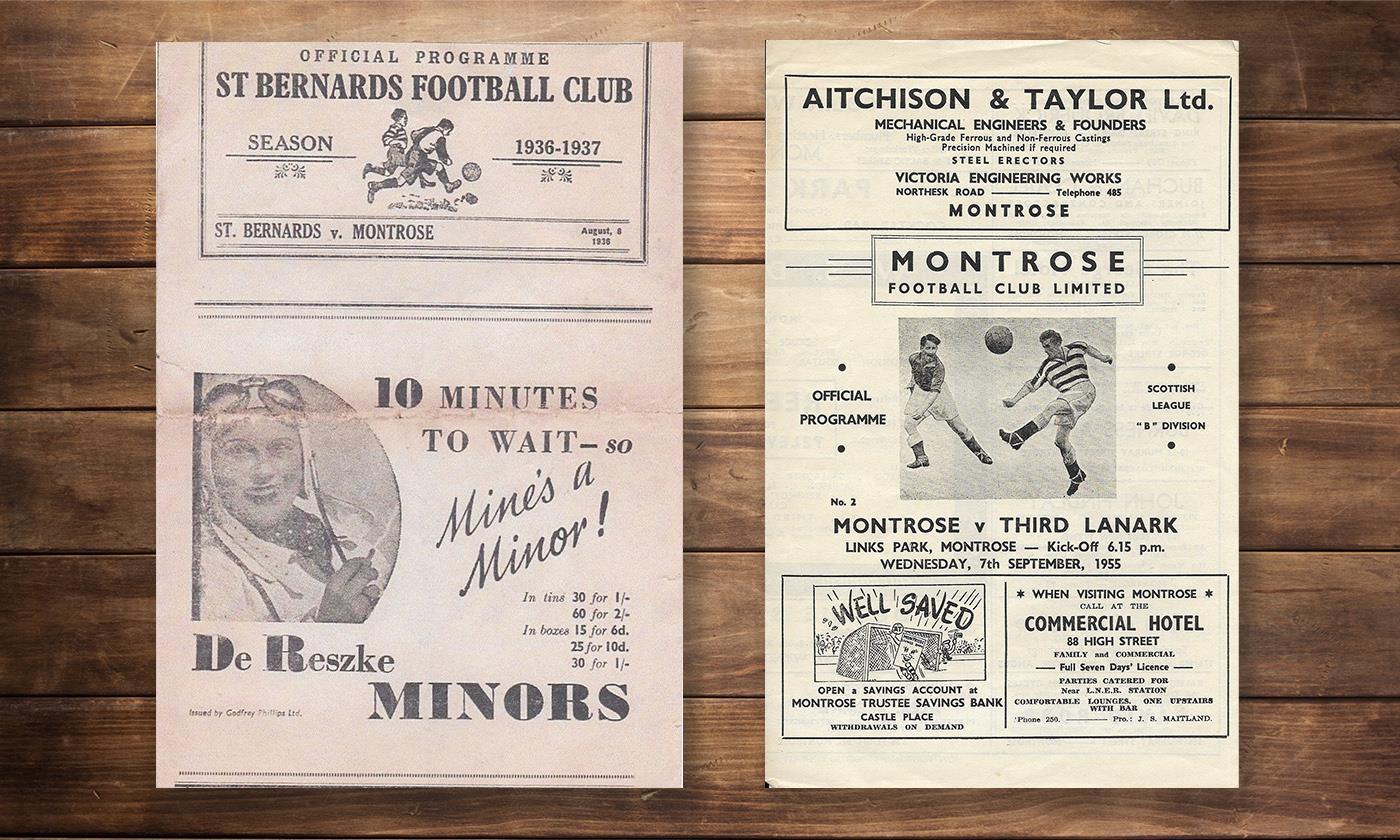 OFFICIAL PROGRAMME
ST BERNARDS FOOTBALL CLUB
SEASON
1936-1937
ST. BERNARDS v. MONTROSE
August, 8
1936
10 MINUTES
TO WAIT—so
Mine's a
Minor!
In tins 30 for 1/-
60 for 2/-
In boxes 15 for 6d.
25 for 10d.
30 for 1/-
De Reszke
MINORS
Issued by Godfrey Phillips Ltd.
AITCHISON & TAYLOR Ltd.
MECHANICAL ENGINEERS & FOUNDERS
High-Grade Ferrous and Non-Ferrous Castings
Precision Machined if required
STEEL ERECTORS
VICTORIA ENGINEERING WORKS
NORTHESK ROAD ——— Telephone 485
MONTROSE
MONTROSE
FOOTBALL CLUB LIMITED
OFFICIAL
PROGRAMME
SCOTTISH
LEAGUE
"B" DIVISION
No. 2
MONTROSE v THIRD LANARK
LINKS PARK, MONTROSE — Kick-Off 6.15 p.m.
WEDNESDAY, 7th SEPTEMBER, 1955
WELL SAVED
OPEN a SAVINGS ACCOUNT at
MONTROSE TRUSTEE SAVINGS BANK
CASTLE PLACE
WITHDRAWALS ON DEMAND
* WHEN VISITING MONTROSE *
CALL AT THE
COMMERCIAL HOTEL
88 HIGH STREET
FAMILY and COMMERCIAL
—— Full Seven Days' Licence ——
PARTIES CATERED FOR
Near L.N.E.R. STATION
COMFORTABLE LOUNGES. ONE UPSTAIRS
WITH BAR
'Phone 250. ——— Pro.: J. S. MAITLAND.